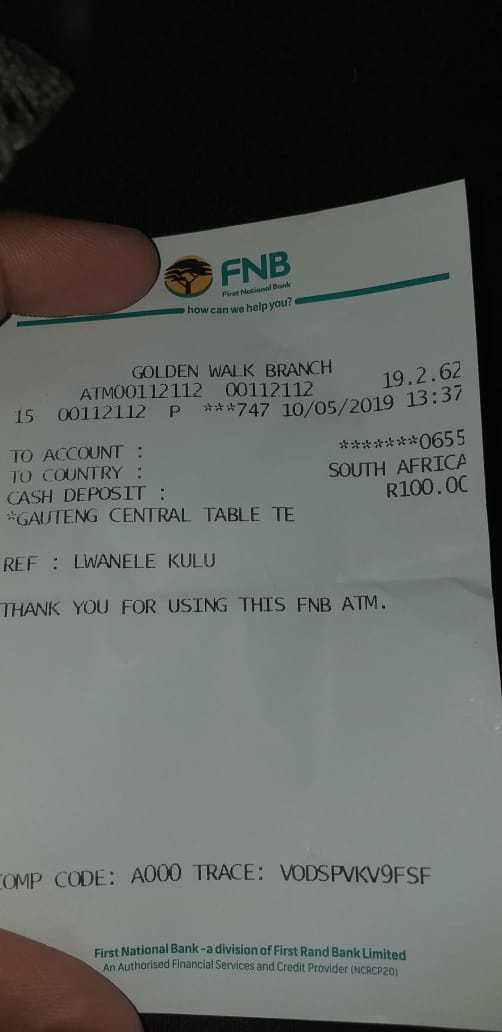 FNB
First National Bank
how can we help you?
GOLDEN WALK BRANCH
ATM00112112 00112112 19.2.62
15 00112112 P ***747 10/05/2019 13:37
TO ACCOUNT : *******0655
TO COUNTRY : SOUTH AFRICA
CASH DEPOSIT : R100.00
*GAUTENG CENTRAL TABLE TE
REF : LWANELE KULU
THANK YOU FOR USING THIS FNB ATM.
OMP CODE: A000 TRACE: VODSPVKV9FSF
First National Bank - a division of First Rand Bank Limited
An Authorised Financial Services and Credit Provider (NCRCP20)